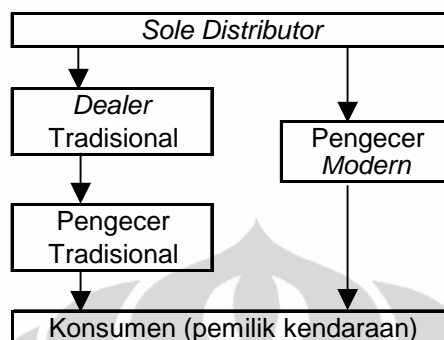 Sole Distributor
Dealer
Tradisional
Pengecer
Modern
Pengecer
Tradisional
Konsumen (pemilik kendaraan)